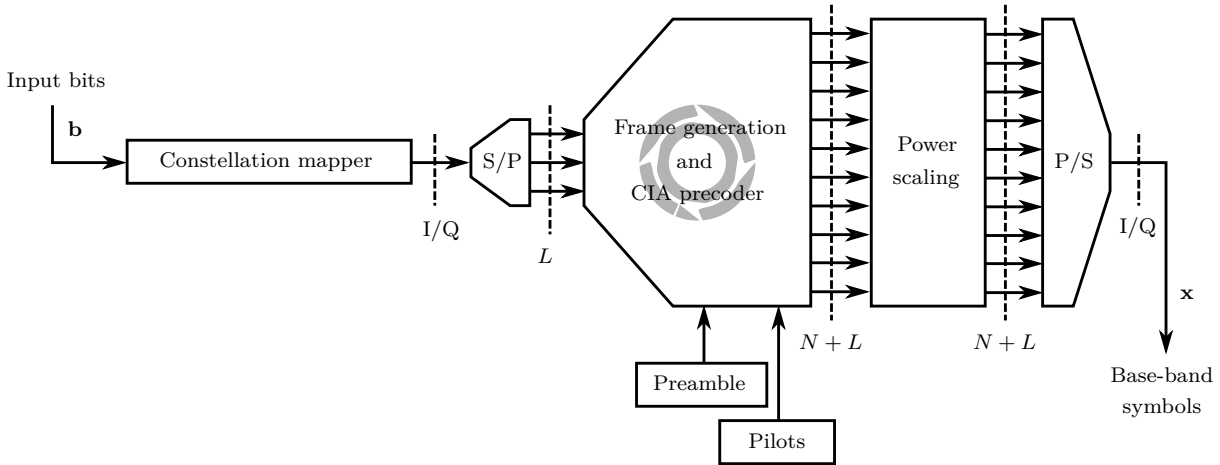 Input bits
b
Constellation mapper
I/Q
S/P
L
Frame generation
and
CIA precoder
Preamble
Pilots
N + L
Power
scaling
N + L
P/S
I/Q
x
Base-band
symbols